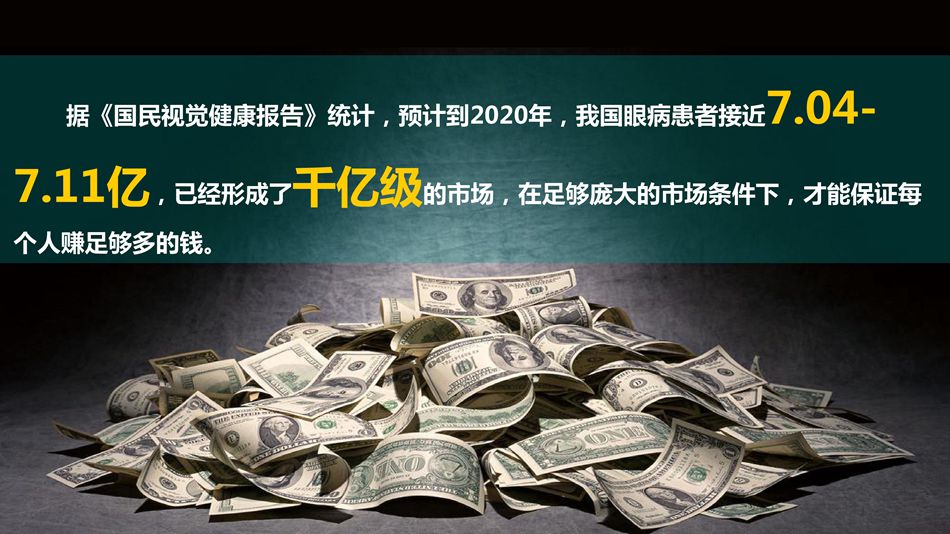 据《国民视觉健康报告》统计，预计到2020年，我国眼病患者接近7.04-
7.11亿，已经形成了千亿级的市场，在足够庞大的市场条件下，才能保证每
个人赚足够多的钱。